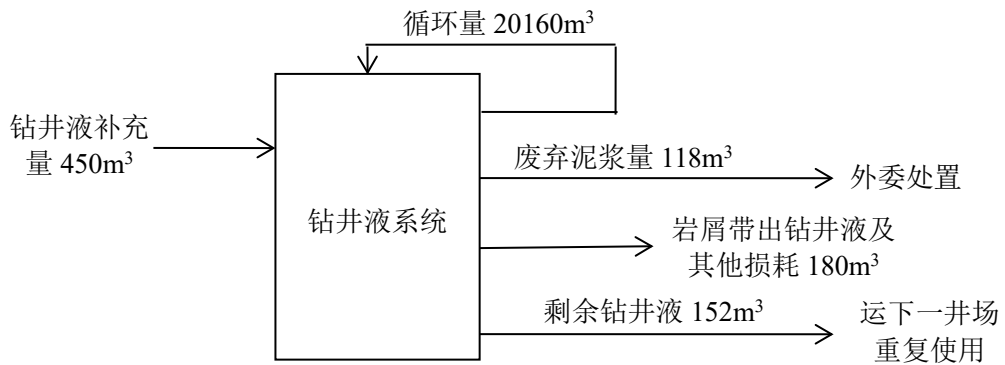 循环量 20160m³
钻井液补充
量 450m³
钻井液系统
废弃泥浆量 118m³
外委处置
岩屑带出钻井液及
其他损耗 180m³
剩余钻井液 152m³
运下一井场
重复使用